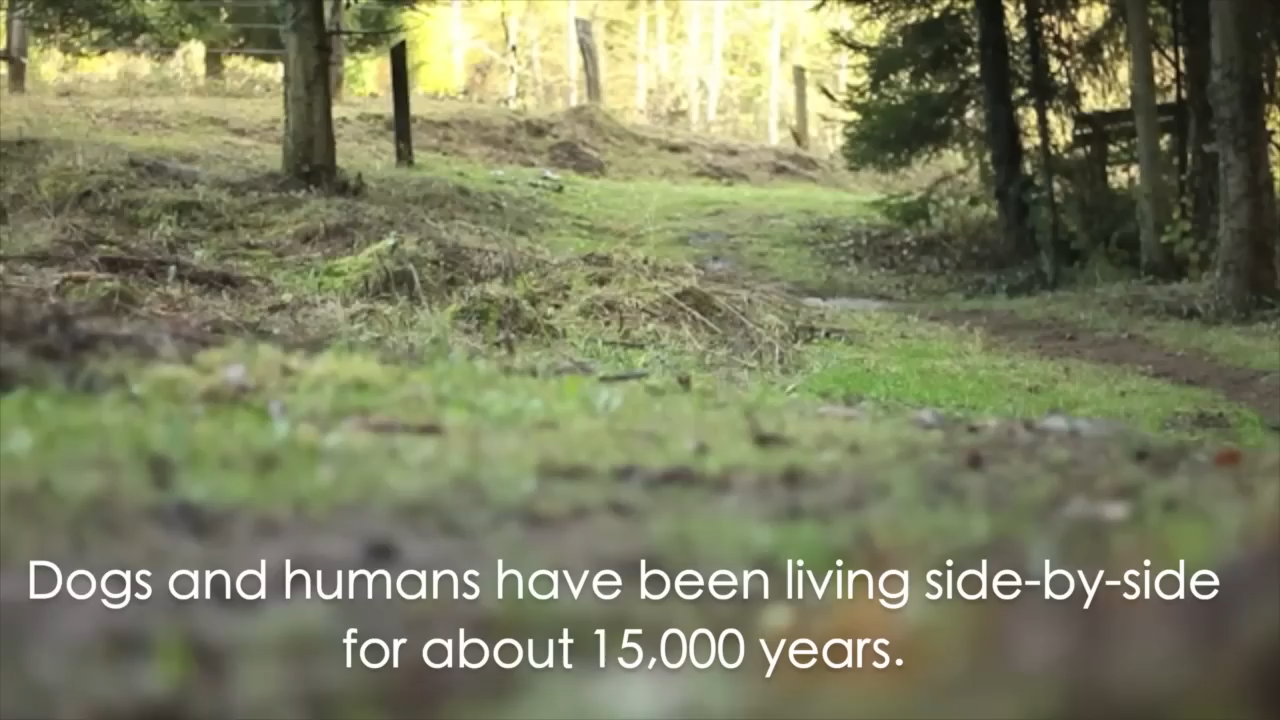 Dogs and humans have been living side-by-side
for about 15,000 years.